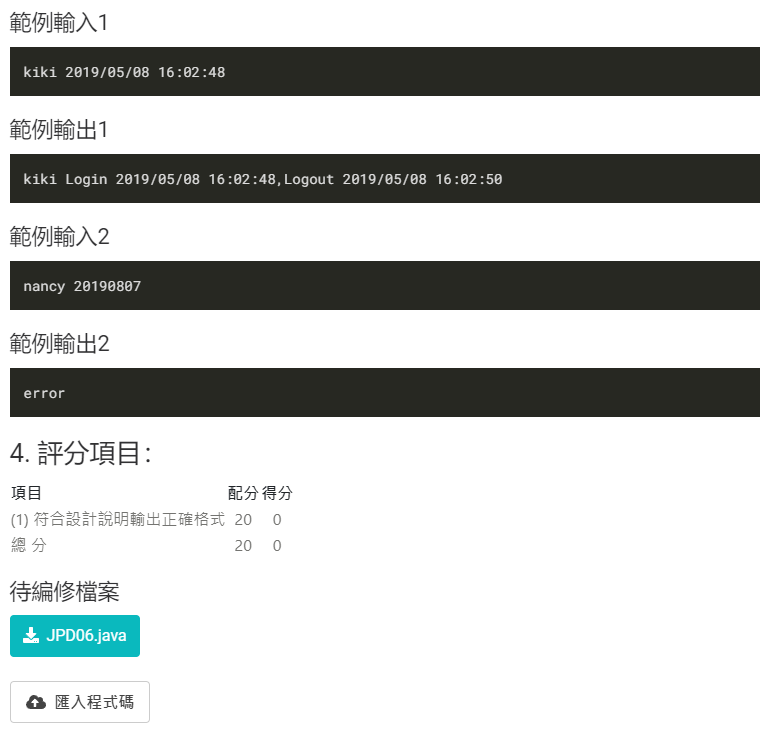 範例輸入1
kiki 2019/05/08 16:02:48
範例輸出1
kiki Login 2019/05/08 16:02:48,Logout 2019/05/08 16:02:50
範例輸入2
nancy 20190807
範例輸出2
error
4. 評分項目：
項目 配分 得分
(1) 符合設計說明輸出正確格式 20 0
總 分 20 0
待編修檔案
JPD06.java
匯入程式碼